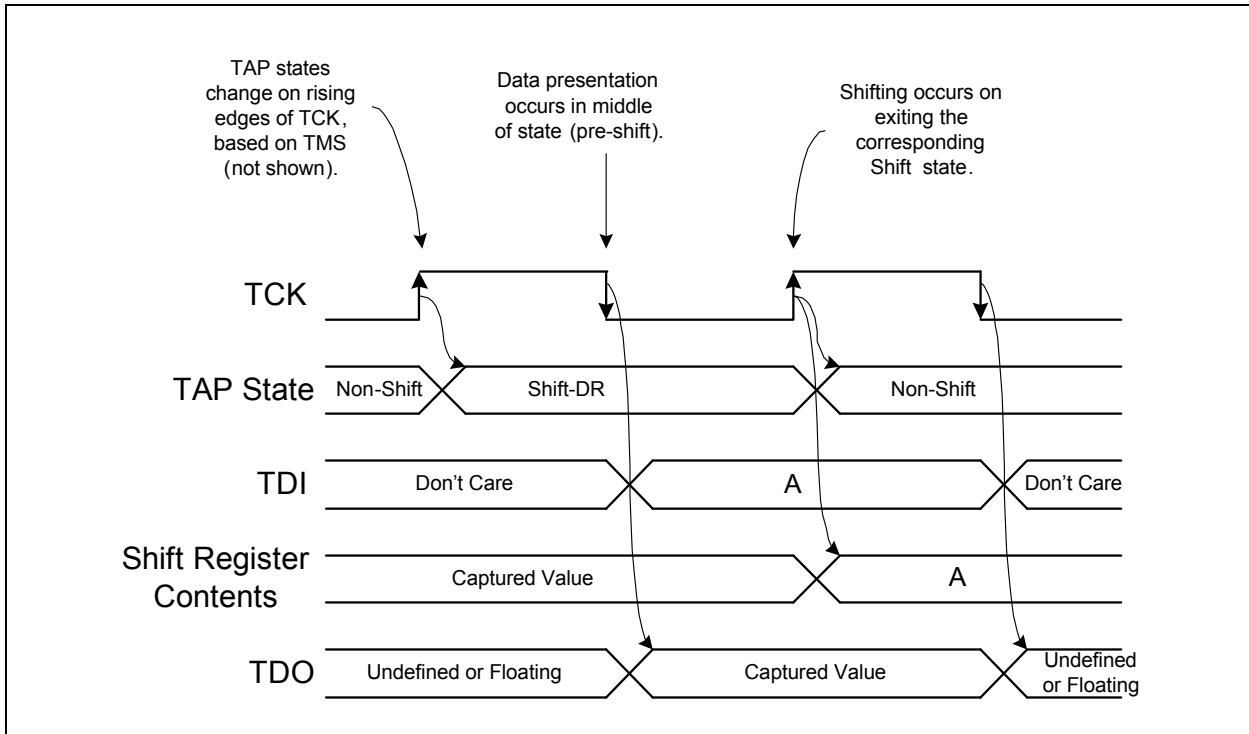 TAP states
change on rising
edges of TCK,
based on TMS
(not shown).
Data presentation
occurs in middle
of state (pre-shift).
Shifting occurs on
exiting the
corresponding
Shift state.
TCK
TAP State
Non-Shift
Shift-DR
Non-Shift
TDI
Don't Care
A
Don't Care
Shift Register
Contents
Captured Value
A
TDO
Undefined or Floating
Captured Value
Undefined
or Floating